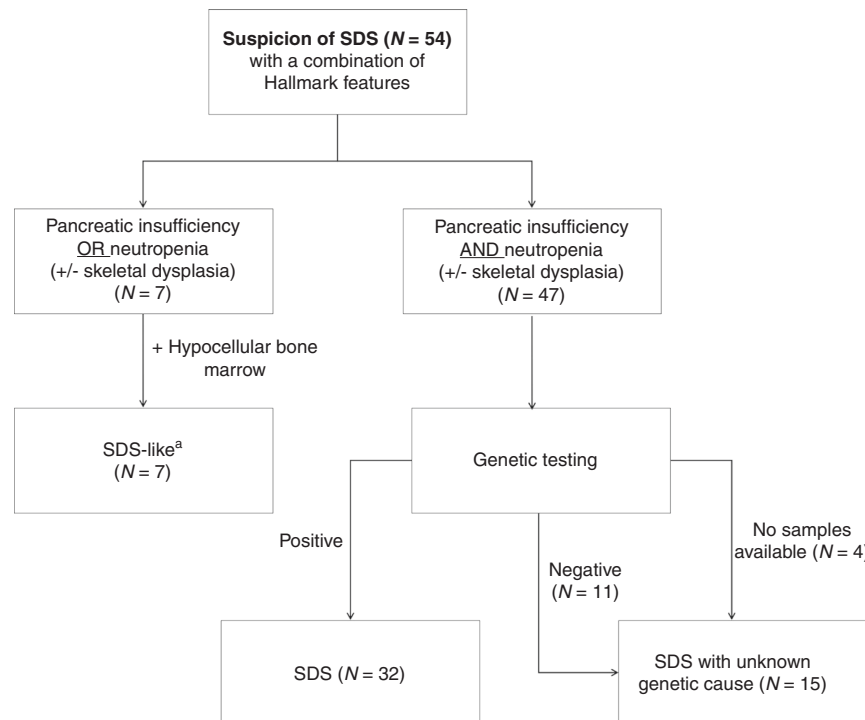 Suspicion of SDS (N = 54)
with a combination of
Hallmark features
Pancreatic insufficiency
OR neutropenia
(+/- skeletal dysplasia)
(N = 7)
Pancreatic insufficiency
AND neutropenia
(+/- skeletal dysplasia)
(N = 47)
+ Hypocellular bone
marrow
SDS-likeᵃ
(N = 7)
Genetic testing
Positive
Negative
(N = 11)
No samples
available (N = 4)
SDS (N = 32)
SDS with unknown
genetic cause (N = 15)